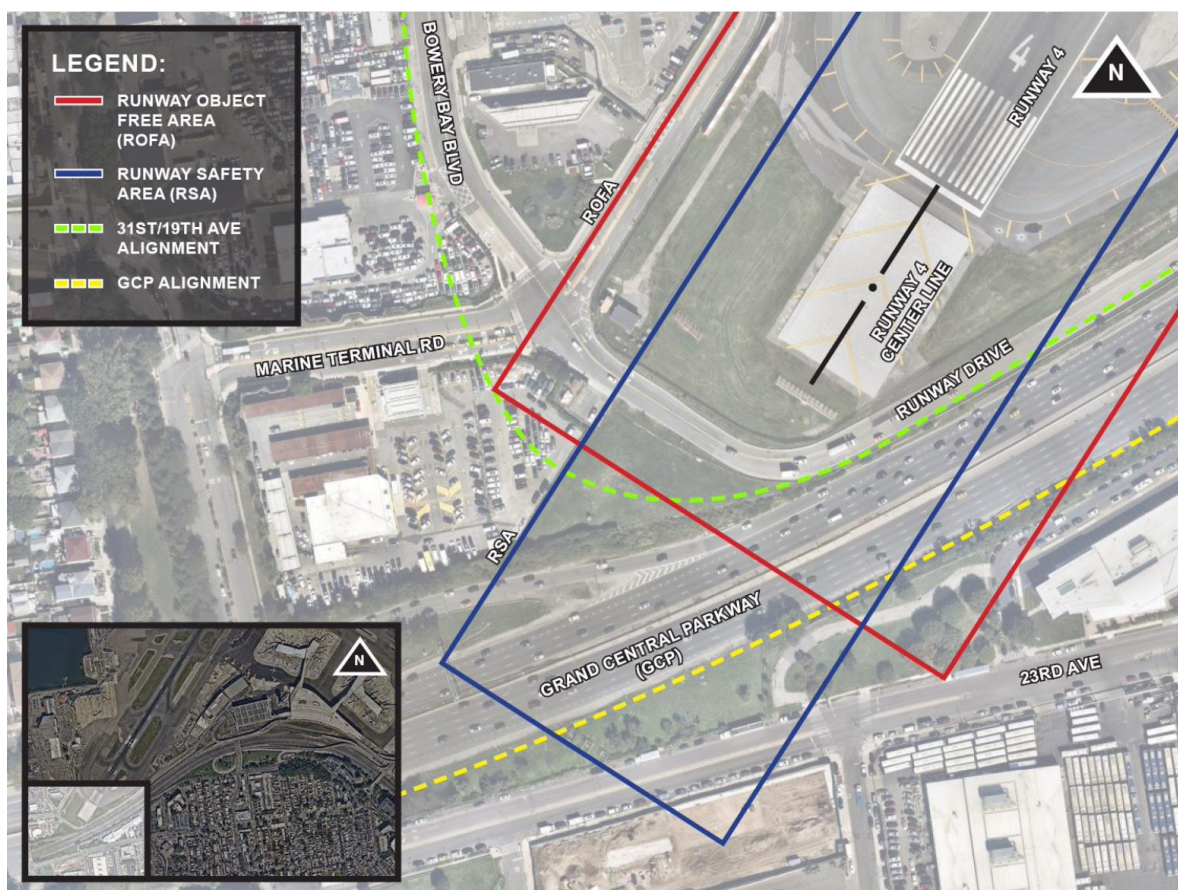 LEGEND:
RUNWAY OBJECT
FREE AREA
(ROFA)
RUNWAY SAFETY
AREA (RSA)
31ST/19TH AVE
ALIGNMENT
GCP ALIGNMENT
BOWERY BAY BLVD
ROFA
4
RUNWAY 4
N
RUNWAY 4
CENTER LINE
MARINE TERMINAL RD
RUNWAY DRIVE
RSA
GRAND CENTRAL PARKWAY
(GCP)
23RD AVE
N